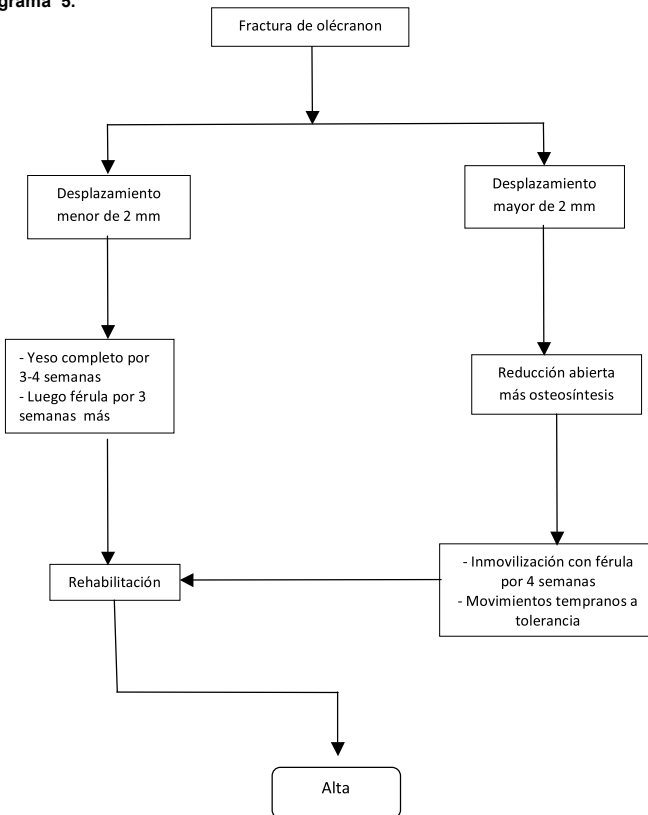 grama 5.
Fractura de olécranon
Desplazamiento
menor de 2 mm
Desplazamiento
mayor de 2 mm
- Yeso completo por
3-4 semanas
- Luego férula por 3
semanas más
Reducción abierta
más osteosíntesis
Rehabilitación
- Inmovilización con férula
por 4 semanas
- Movimientos tempranos a
tolerancia
Alta